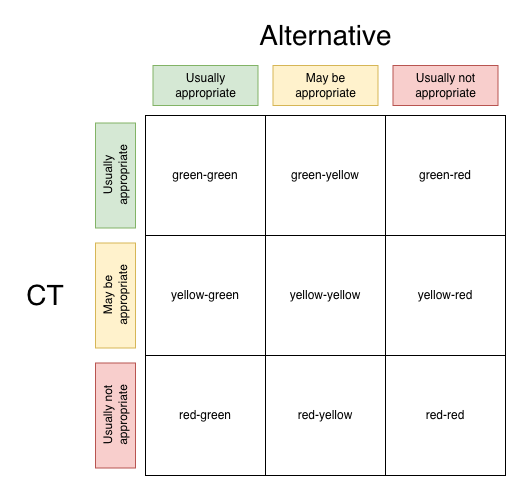 Alternative
Usually
appropriate
May be
appropriate
Usually not
appropriate
Usually
appropriate
green-green
green-yellow
green-red
CT
May be
appropriate
yellow-green
yellow-yellow
yellow-red
Usually not
appropriate
red-green
red-yellow
red-red